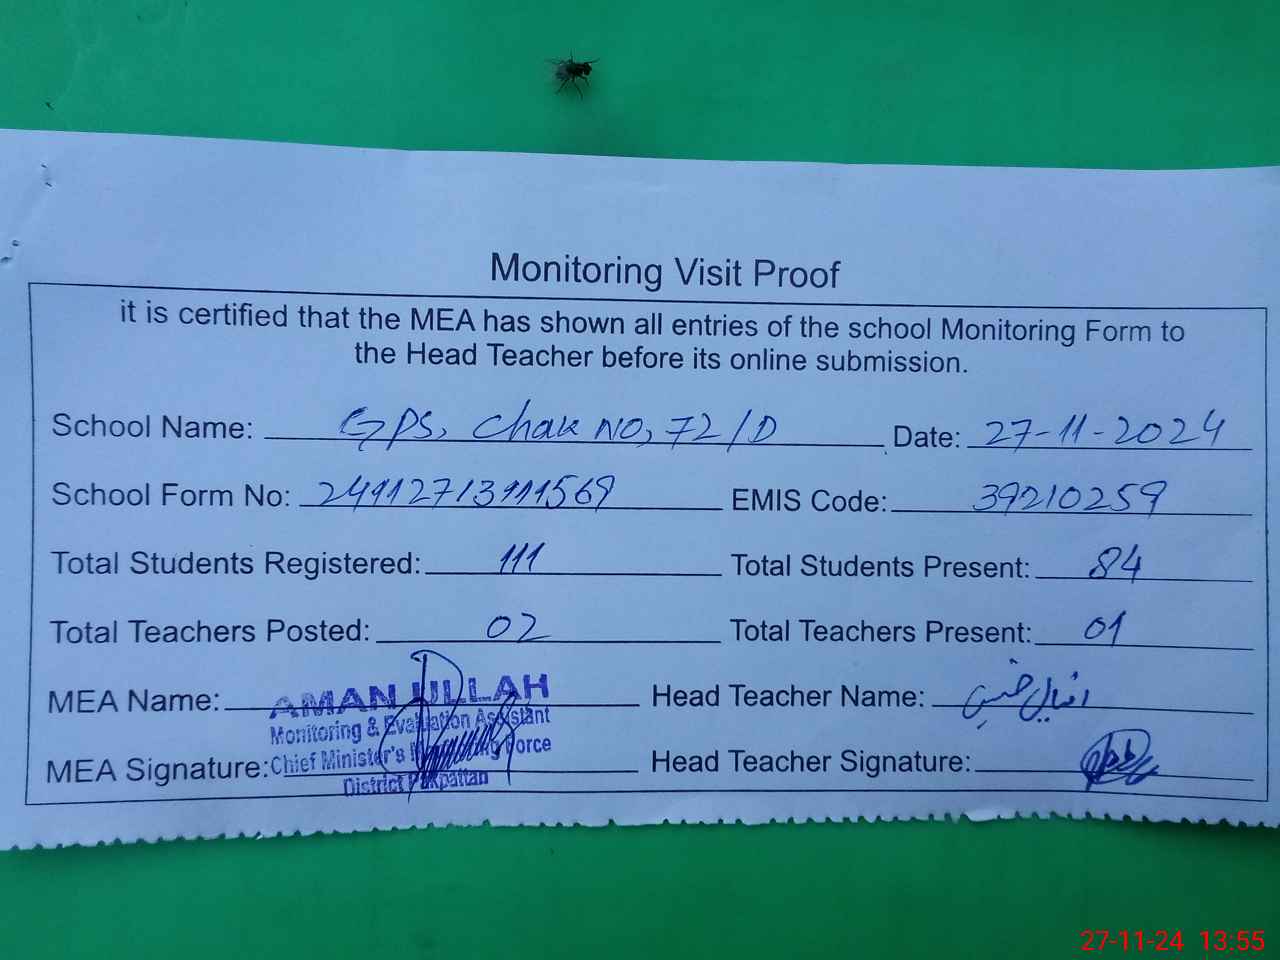 Monitoring Visit Proof
it is certified that the MEA has shown all entries of the school Monitoring Form to
the Head Teacher before its online submission.
School Name: GPS, Chak NO, 72/D Date: 27-11-2024
School Form No: EMIS Code: 39210259
Total Students Registered: 111 Total Students Present: 84
Total Teachers Posted: 02 Total Teachers Present: 01
MEA Name: AMAN ULLAH Head Teacher Name:
Monitoring & Evaluation Assistant
Chief Minister's Monitoring Force
MEA Signature: Head Teacher Signature:
District Pakpattan
27-11-24 13:55